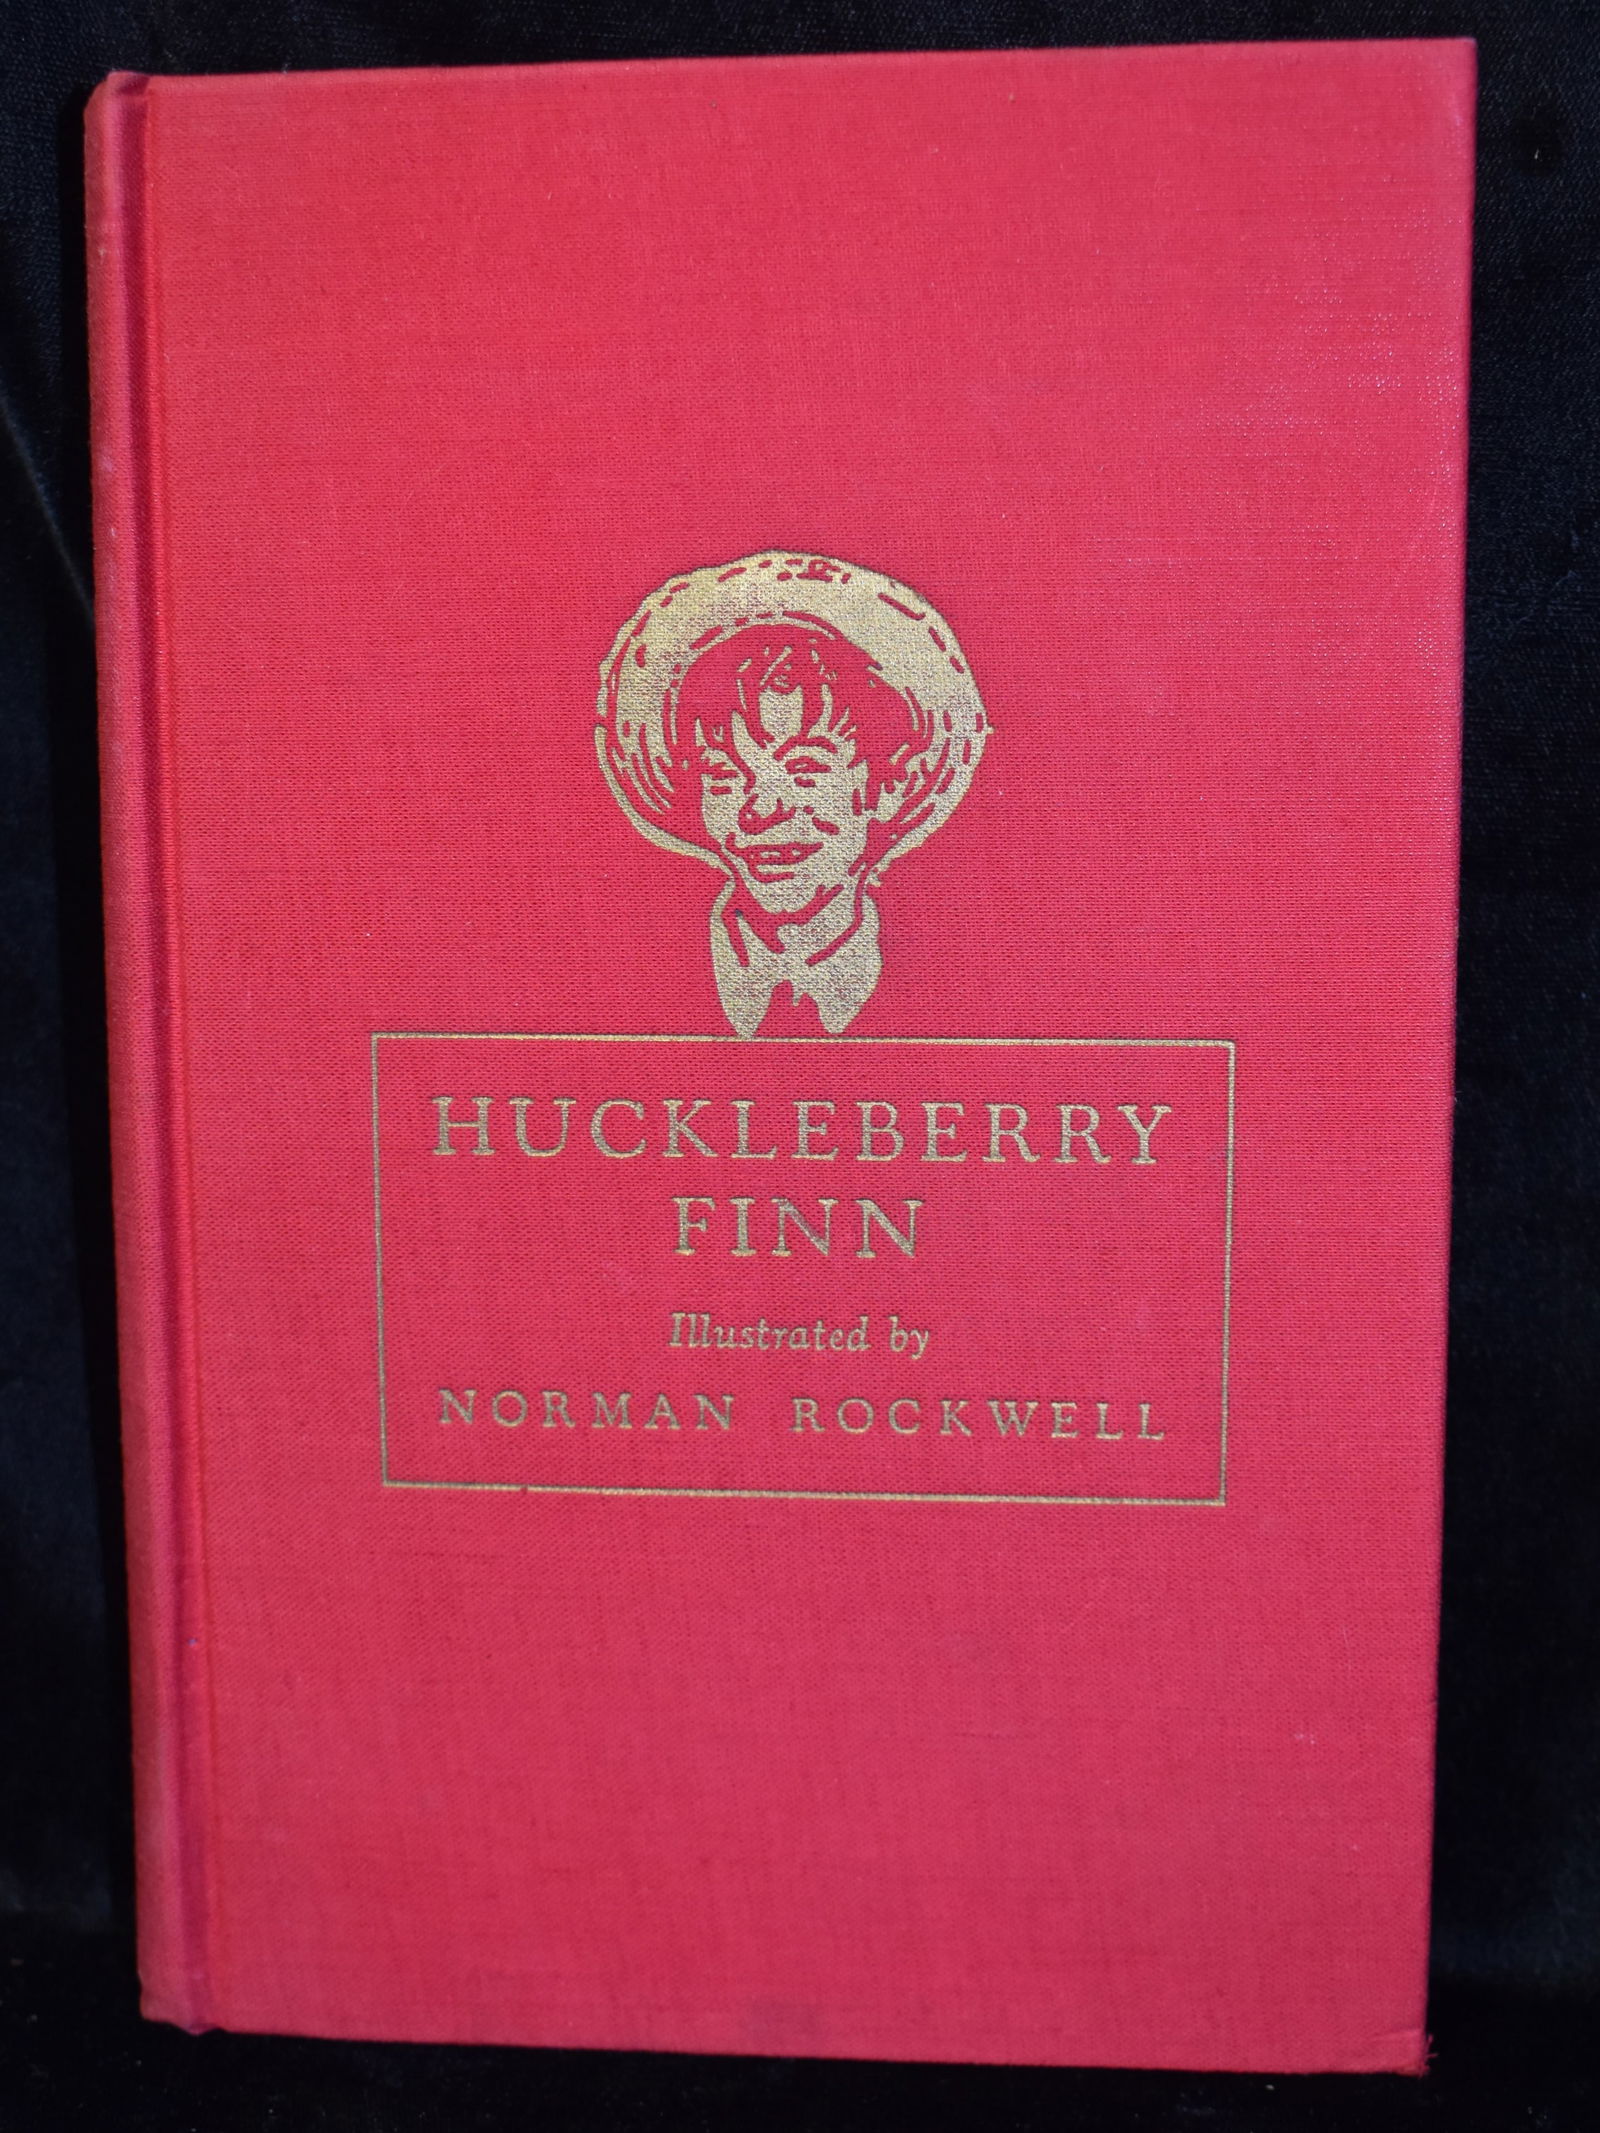 HUCKLEBERRY
FINN
Illustrated by
NORMAN ROCKWELL